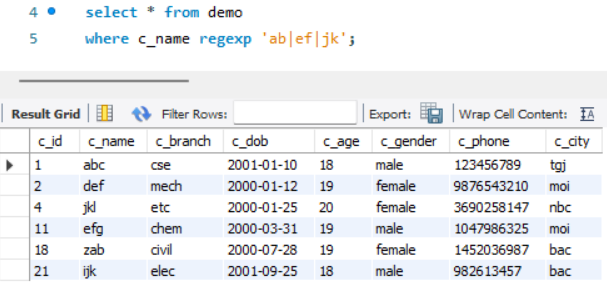 4 select * from demo
5 where c_name regexp 'ab|ef|jk';
Result Grid Filter Rows: Export: Wrap Cell Content: IA
c_id c_name c_branch c_dob c_age c_gender c_phone c_city
1 abc cse 2001-01-10 18 male 123456789 tgj
2 def mech 2000-01-12 19 female 9876543210 moi
4 jkl etc 2000-01-25 20 female 3690258147 nbc
11 efg chem 2000-03-31 19 male 1047986325 moi
18 zab civil 2000-07-28 19 female 1452036987 bac
21 ijk elec 2001-09-25 18 male 982613457 bac